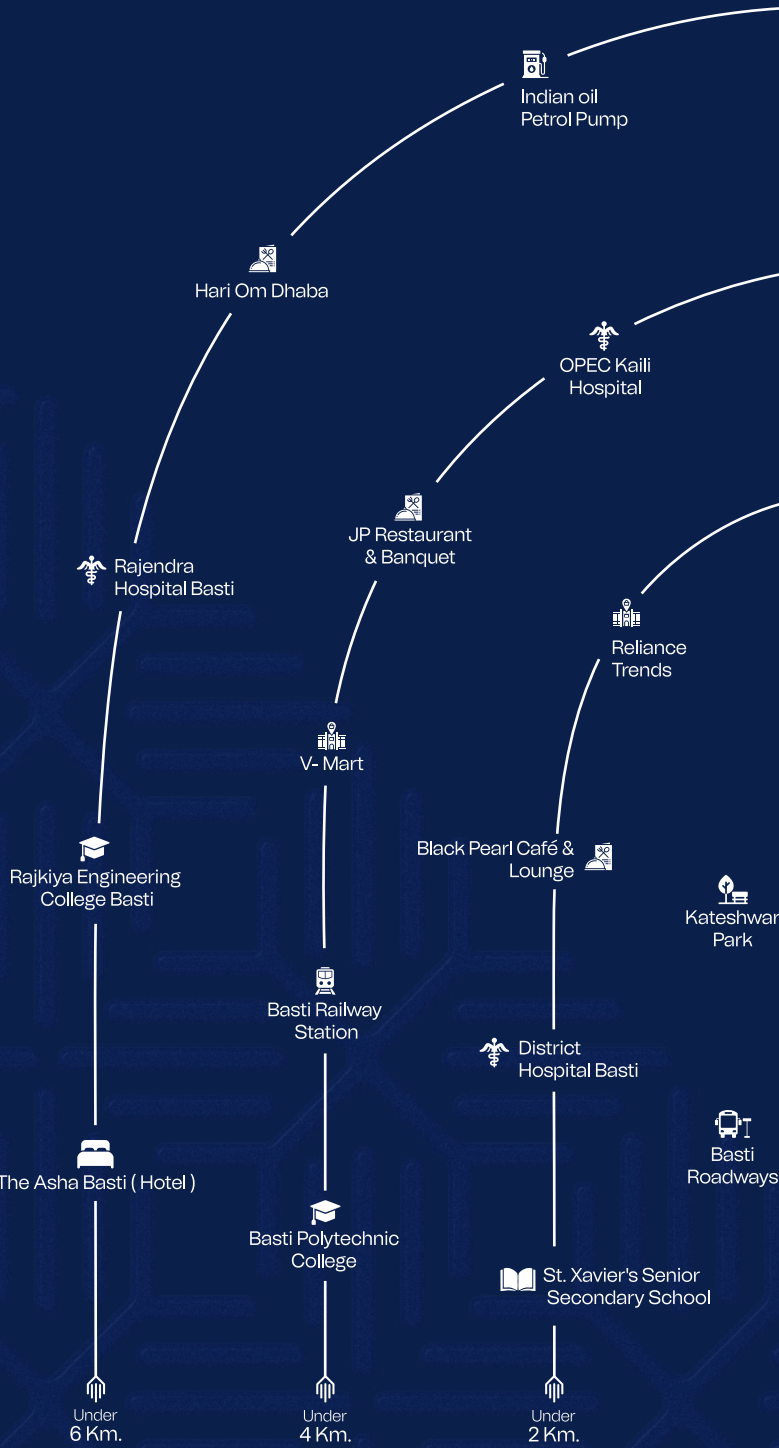 Indian oil
Petrol Pump
Hari Om Dhaba
OPEC Kaili
Hospital
JP Restaurant
& Banquet
Rajendra
Hospital Basti
Reliance
Trends
V- Mart
Black Pearl Café &
Lounge
Rajkiya Engineering
College Basti
Kateshwar
Park
Basti Railway
Station
District
Hospital Basti
The Asha Basti ( Hotel )
Basti
Roadways
Basti Polytechnic
College
St. Xavier's Senior
Secondary School
Under
6 Km.
Under
4 Km.
Under
2 Km.